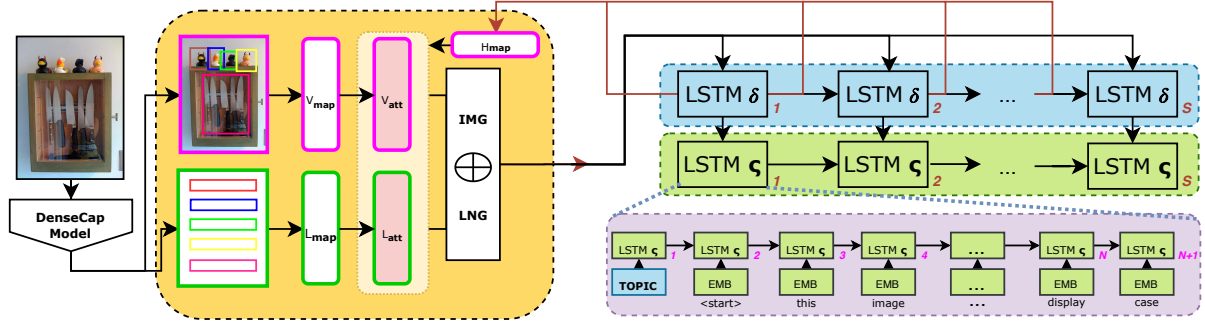 DenseCap
Model
Vmap
Vatt
Hmap
Lmap
Latt
IMG
LNG
LSTM δ
1
LSTM δ
2
...
LSTM δ
S
LSTM ς
1
LSTM ς
2
...
LSTM ς
S
LSTM ς
1
LSTM ς
2
LSTM ς
3
LSTM ς
4
...
LSTM ς
N
LSTM ς
N+1
TOPIC
EMB
EMB
EMB
...
EMB
EMB
<start>
this
image
...
display
case